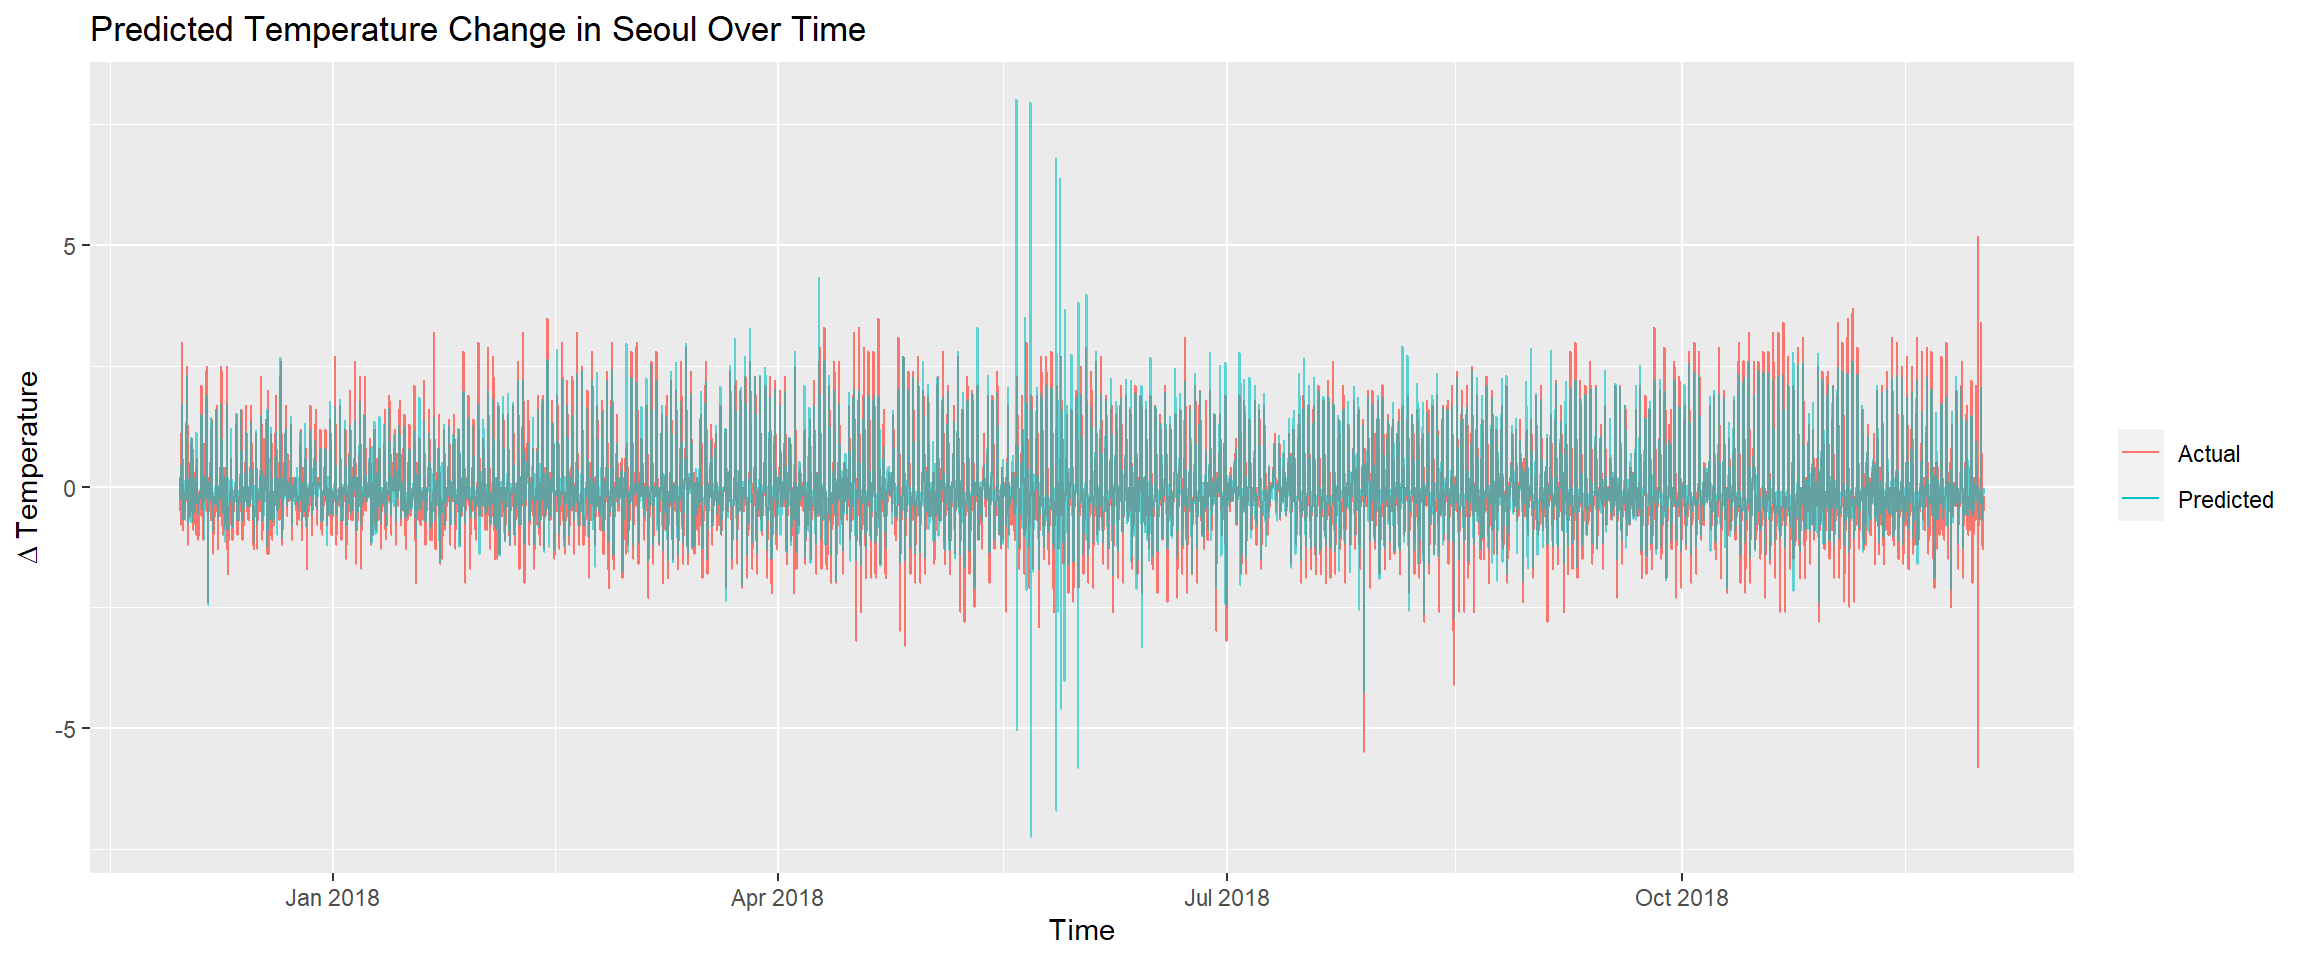 Predicted Temperature Change in Seoul Over Time
5
0
-5
Δ Temperature
Jan 2018
Apr 2018
Jul 2018
Oct 2018
Time
Actual
Predicted